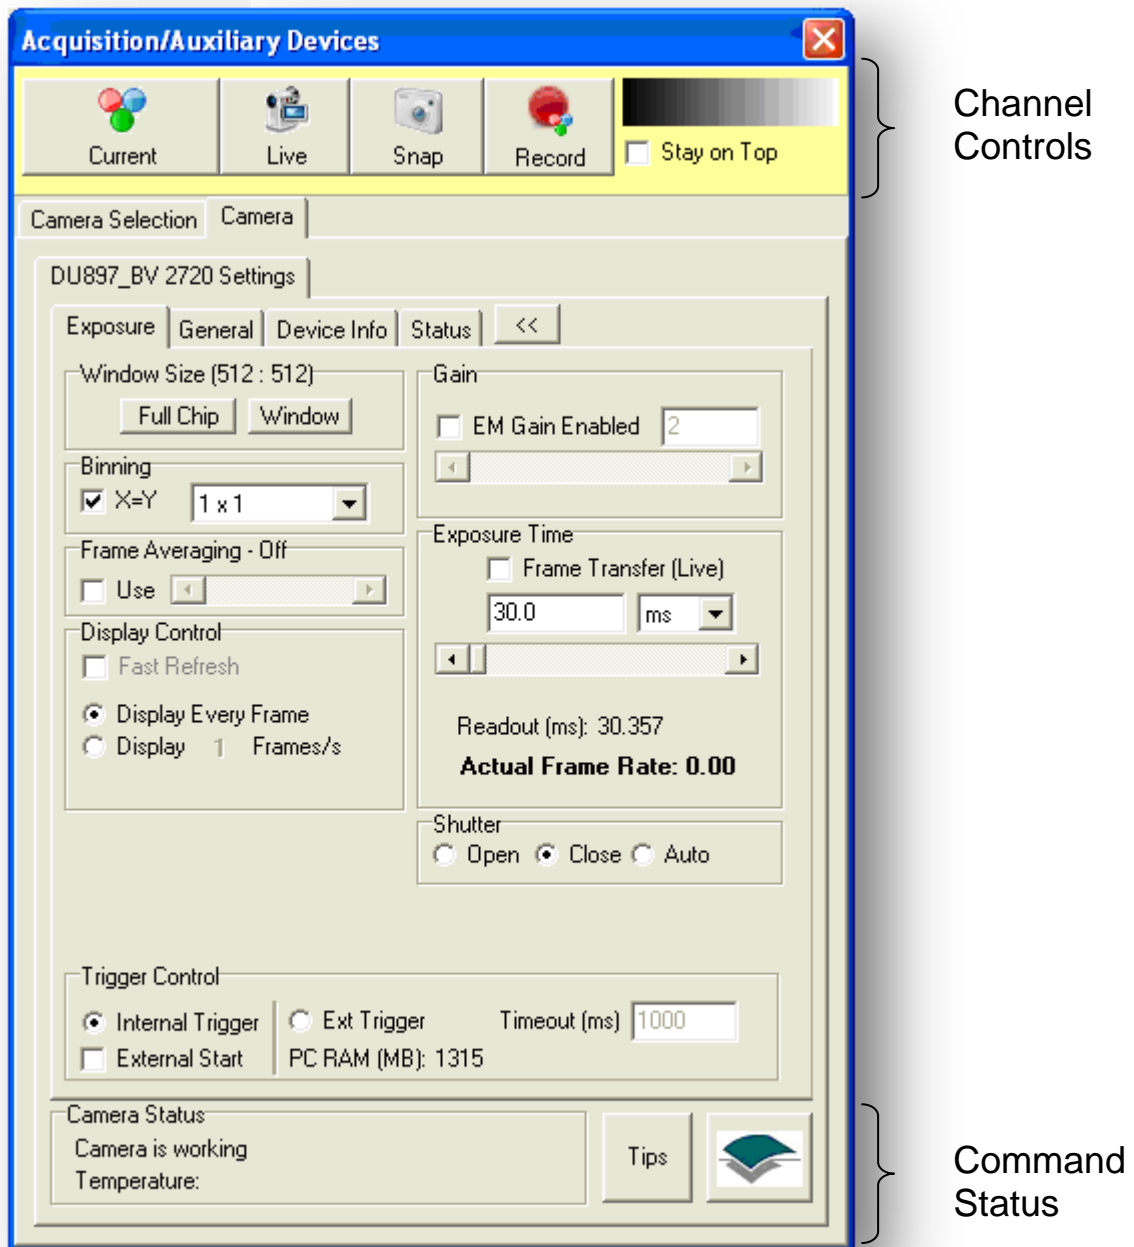 Acquisition/Auxiliary Devices
Current
Live
Snap
Record
Stay on Top
Channel
Controls
Camera Selection
Camera
DU897_BV 2720 Settings
Exposure
General
Device Info
Status
<<
Window Size (512 : 512)
Full Chip
Window
Binning
X=Y
1 x 1
Frame Averaging - Off
Use
Display Control
Fast Refresh
Display Every Frame
Display 1 Frames/s
Gain
EM Gain Enabled
2
Exposure Time
Frame Transfer (Live)
30.0
ms
Readout (ms): 30.357
Actual Frame Rate: 0.00
Shutter
Open
Close
Auto
Trigger Control
Internal Trigger
Ext Trigger
Timeout (ms)
1000
External Start
PC RAM (MB): 1315
Camera Status
Camera is working
Temperature:
Tips
Command
Status